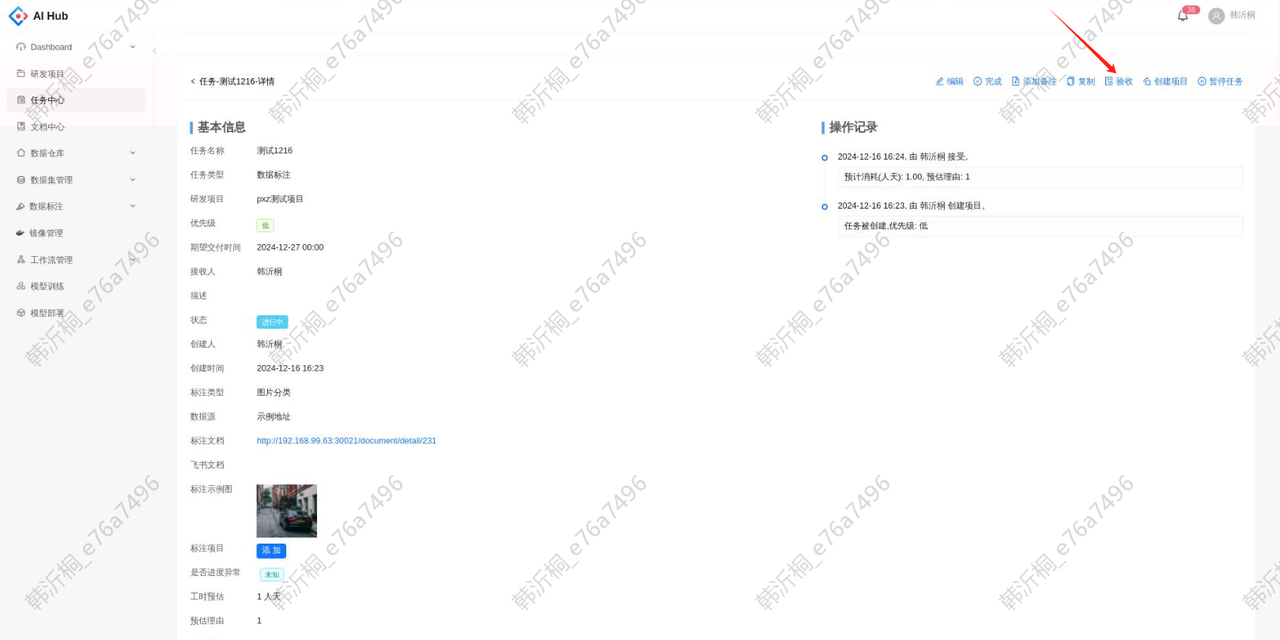 AI Hub
38
韩沂桐
Dashboard
研发项目
任务中心
文档中心
数据仓库
数据集管理
数据标注
镜像管理
工作流管理
模型训练
模型部署
任务-测试1216-详情
编辑 完成 添加备注 复制 验收 创建项目 暂停任务
基本信息
任务名称 测试1216
任务类型 数据标注
研发项目 pxz测试项目
优先级 低
期望交付时间 2024-12-27 00:00
接收人 韩沂桐
描述
状态 进行中
创建人 韩沂桐
创建时间 2024-12-16 16:23
标注类型 图片分类
数据源 示例地址
标注文档 http://192.168.99.63:30021/document/detail/231
飞书文档
标注示例图
标注项目 添 加
是否进度异常 未知
工时预估 1 人天
预估理由 1
操作记录
2024-12-16 16:24, 由 韩沂桐 接受。
预计消耗(人天): 1.00, 预估理由: 1
2024-12-16 16:23, 由 韩沂桐 创建项目。
任务被创建,优先级: 低
韩沂桐_e76a7496